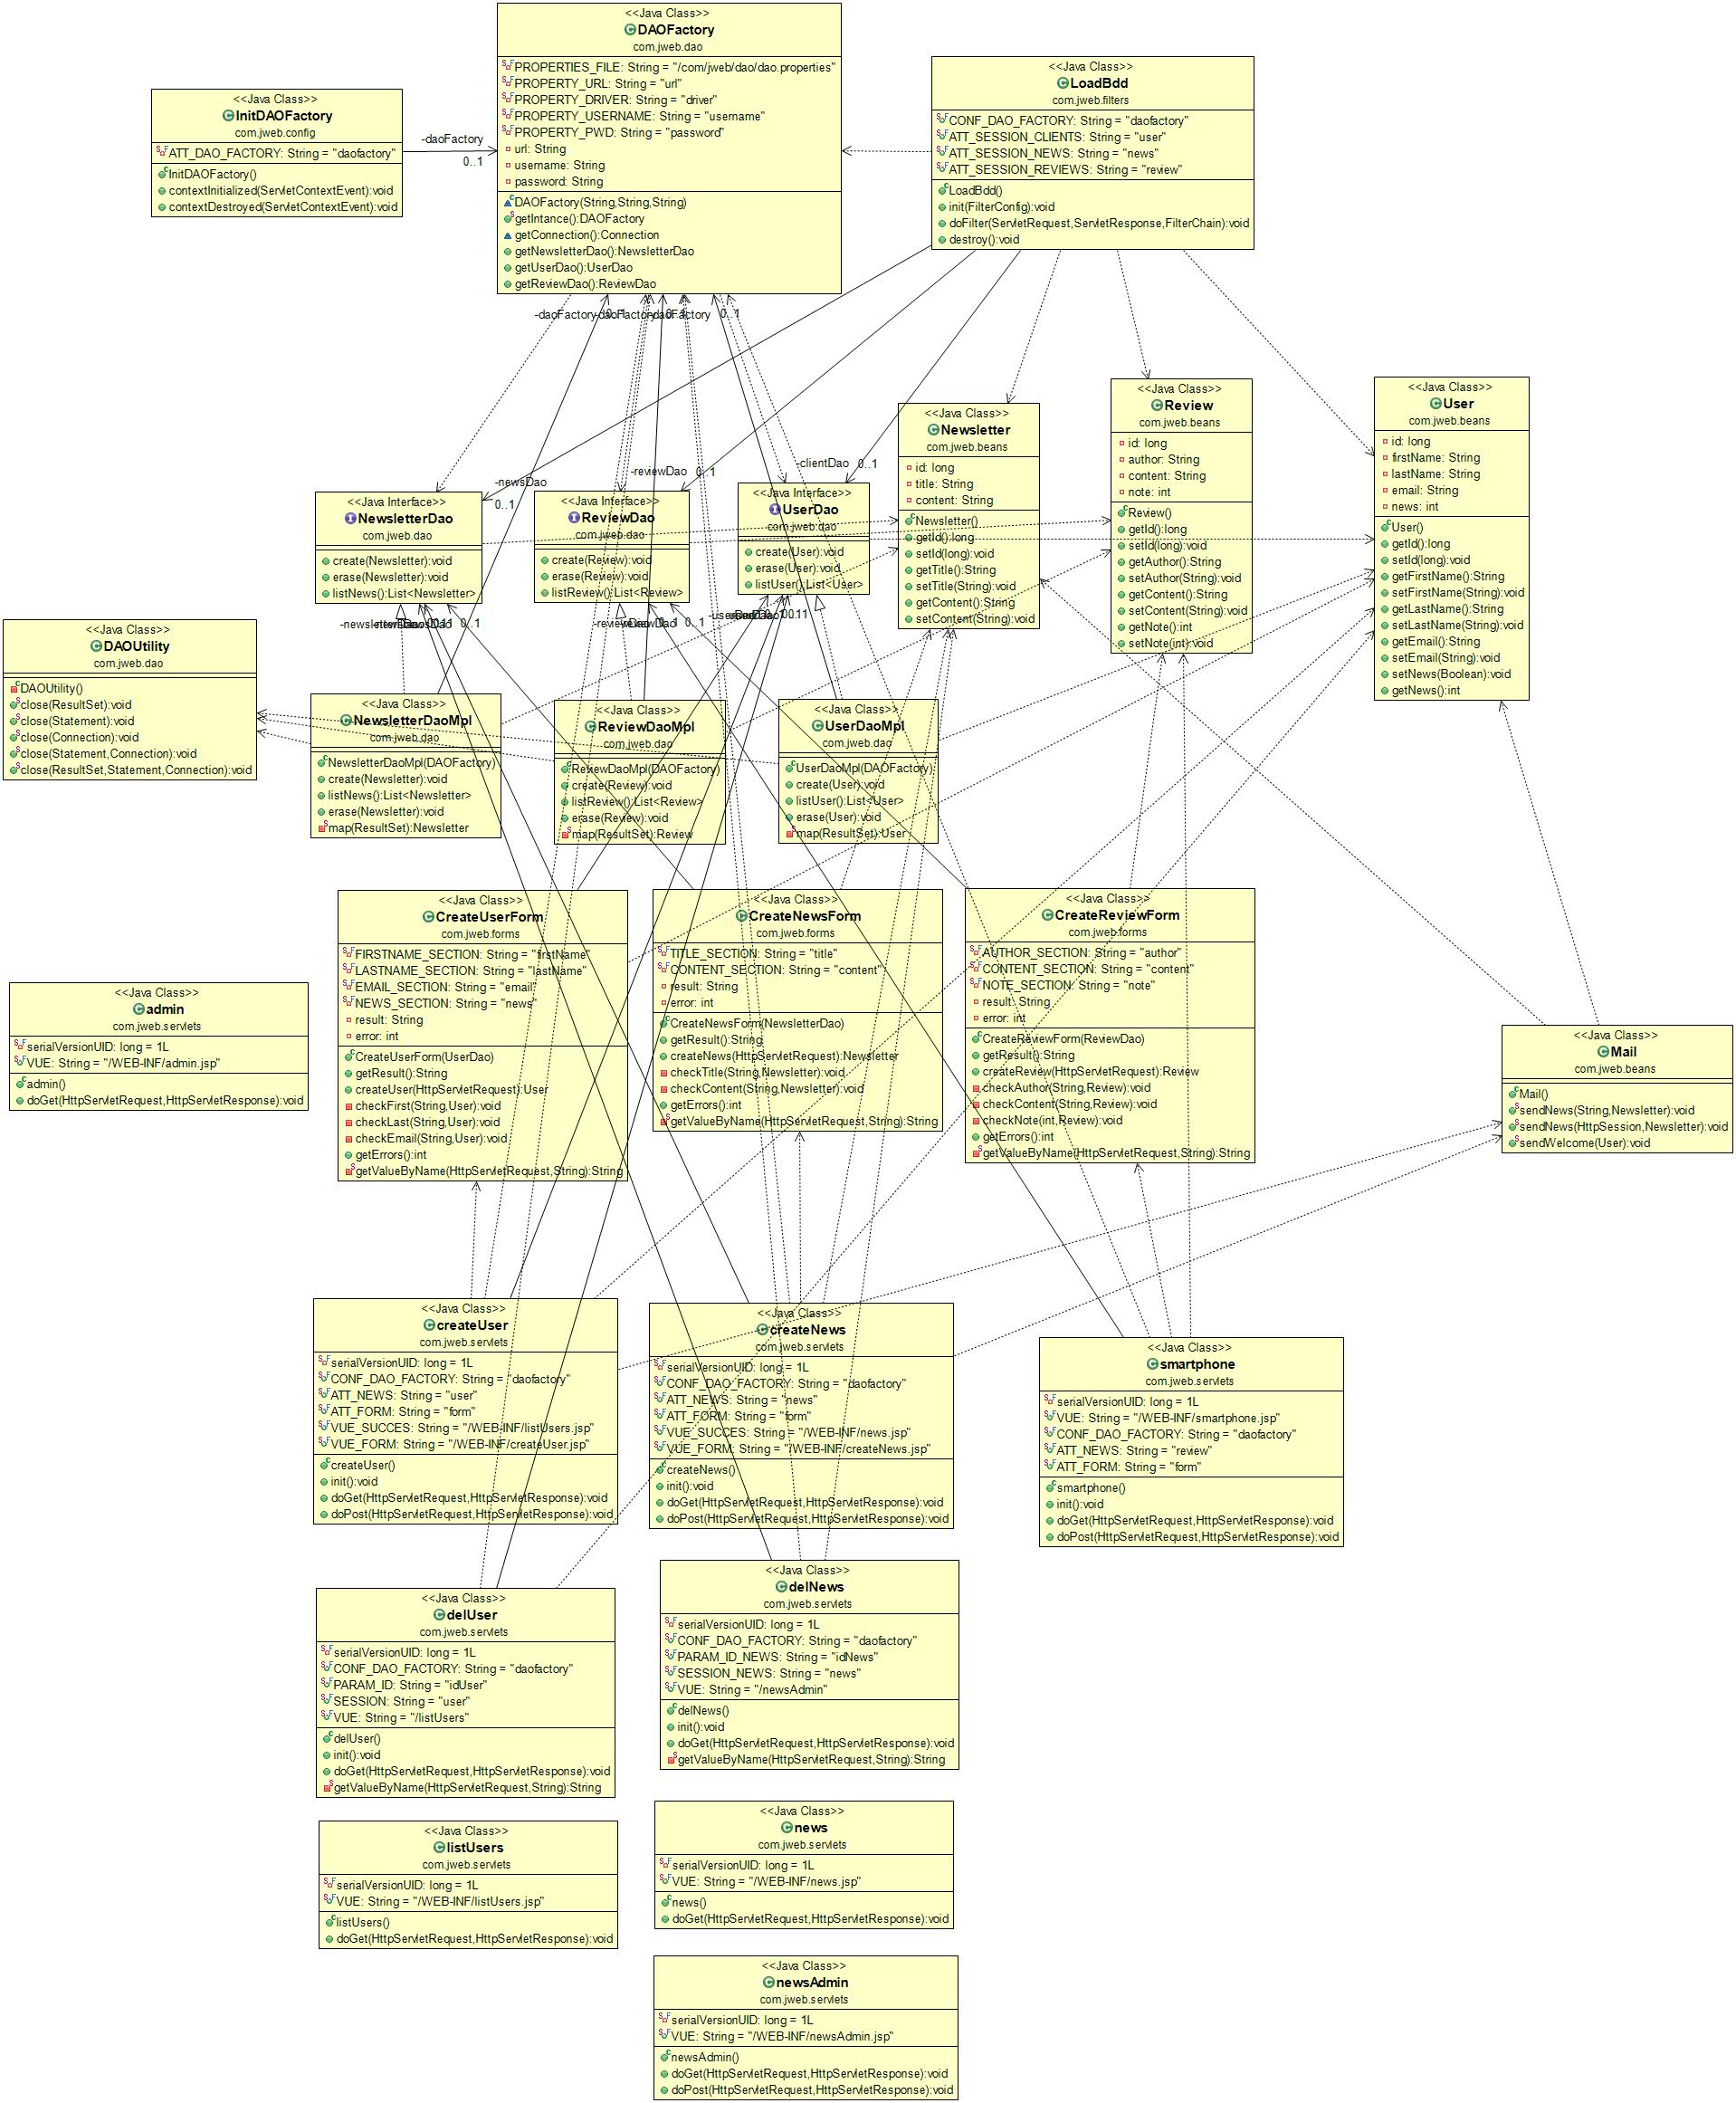 <<Java Class>>
DAOFactory
com.jweb.dao
PROPERTIES_FILE: String = "/com/jweb/dao/dao.properties"
PROPERTY_URL: String = "url"
PROPERTY_DRIVER: String = "driver"
PROPERTY_USERNAME: String = "username"
PROPERTY_PWD: String = "password"
url: String
username: String
password: String
DAOFactory(String,String,String)
getIntance():DAOFactory
getConnection():Connection
getNewsletterDao():NewsletterDao
getUserDao():UserDao
getReviewDao():ReviewDao
<<Java Class>>
LoadBdd
com.jweb.filters
CONF_DAO_FACTORY: String = "daofactory"
ATT_SESSION_CLIENTS: String = "user"
ATT_SESSION_NEWS: String = "news"
ATT_SESSION_REVIEWS: String = "review"
LoadBdd()
init(FilterConfig):void
doFilter(ServletRequest,ServletResponse,FilterChain):void
destroy():void
<<Java Class>>
InitDAOFactory
com.jweb.config
ATT_DAO_FACTORY: String = "daofactory"
InitDAOFactory()
contextInitialized(ServletContextEvent):void
contextDestroyed(ServletContextEvent):void
-daoFactory
0..1
-daoFactory
-daoFactory
0..1
<<Java Class>>
Newsletter
com.jweb.beans
id: long
title: String
content: String
Newsletter()
getId():long
setId(long):void
getTitle():String
setTitle(String):void
getContent():String
setContent(String):void
<<Java Class>>
Review
com.jweb.beans
id: long
author: String
content: String
note: int
Review()
getId():long
setId(long):void
getAuthor():String
setAuthor(String):void
getContent():String
setContent(String):void
getNote():int
setNote(int):void
<<Java Class>>
User
com.jweb.beans
id: long
firstName: String
lastName: String
email: String
news: int
User()
getId():long
setId(long):void
getFirstName():String
setFirstName(String):void
getLastName():String
setLastName(String):void
getEmail():String
setEmail(String):void
setNews(Boolean):void
getNews():int
-newsDao
0..1
-reviewDao
0..1
-clientDao
0..1
<<Java Interface>>
NewsletterDao
com.jweb.dao
create(Newsletter):void
erase(Newsletter):void
listNews():List<Newsletter>
<<Java Interface>>
ReviewDao
com.jweb.dao
create(Review):void
erase(Review):void
listReview():List<Review>
<<Java Interface>>
UserDao
com.jweb.dao
create(User):void
erase(User):void
listUser():List<User>
0..1
0..1
0..1
<<Java Class>>
DAOUtility
com.jweb.dao
DAOUtility()
close(ResultSet):void
close(Statement):void
close(Connection):void
close(Statement,Connection):void
close(ResultSet,Statement,Connection):void
<<Java Class>>
NewsletterDaoMpl
com.jweb.dao
NewsletterDaoMpl(DAOFactory)
create(Newsletter):void
listNews():List<Newsletter>
erase(Newsletter):void
map(ResultSet):Newsletter
<<Java Class>>
ReviewDaoMpl
com.jweb.dao
ReviewDaoMpl(DAOFactory)
create(Review):void
listReview():List<Review>
erase(Review):void
map(ResultSet):Review
<<Java Class>>
UserDaoMpl
com.jweb.dao
UserDaoMpl(DAOFactory)
create(User):void
listUser():List<User>
erase(User):void
map(ResultSet):User
<<Java Class>>
CreateUserForm
com.jweb.forms
FIRSTNAME_SECTION: String = "firstName"
LASTNAME_SECTION: String = "lastName"
EMAIL_SECTION: String = "email"
NEWS_SECTION: String = "news"
result: String
error: int
CreateUserForm(UserDao)
getResult():String
createUser(HttpServletRequest):User
checkFirst(String,User):void
checkLast(String,User):void
checkEmail(String,User):void
getErrors():int
getValueByName(HttpServletRequest,String):String
<<Java Class>>
CreateNewsForm
com.jweb.forms
TITLE_SECTION: String = "title"
CONTENT_SECTION: String = "content"
result: String
error: int
CreateNewsForm(NewsletterDao)
getResult():String
createNews(HttpServletRequest):Newsletter
checkTitle(String,Newsletter):void
checkContent(String,Newsletter):void
getErrors():int
getValueByName(HttpServletRequest,String):String
<<Java Class>>
CreateReviewForm
com.jweb.forms
AUTHOR_SECTION: String = "author"
CONTENT_SECTION: String = "content"
NOTE_SECTION: String = "note"
result: String
error: int
CreateReviewForm(ReviewDao)
getResult():String
createReview(HttpServletRequest):Review
checkAuthor(String,Review):void
checkContent(String,Review):void
checkNote(int,Review):void
getErrors():int
getValueByName(HttpServletRequest,String):String
<<Java Class>>
admin
com.jweb.servlets
serialVersionUID: long = 1L
VUE: String = "/WEB-INF/admin.jsp"
admin()
doGet(HttpServletRequest,HttpServletResponse):void
<<Java Class>>
Mail
com.jweb.beans
Mail()
sendNews(String,Newsletter):void
sendNews(HttpSession,Newsletter):void
sendWelcome(User):void
<<Java Class>>
createUser
com.jweb.servlets
serialVersionUID: long = 1L
CONF_DAO_FACTORY: String = "daofactory"
ATT_NEWS: String = "user"
ATT_FORM: String = "form"
VUE_SUCCES: String = "/WEB-INF/listUsers.jsp"
VUE_FORM: String = "/WEB-INF/createUser.jsp"
createUser()
init():void
doGet(HttpServletRequest,HttpServletResponse):void
doPost(HttpServletRequest,HttpServletResponse):void
<<Java Class>>
createNews
com.jweb.servlets
serialVersionUID: long = 1L
CONF_DAO_FACTORY: String = "daofactory"
ATT_NEWS: String = "news"
ATT_FORM: String = "form"
VUE_SUCCES: String = "/WEB-INF/news.jsp"
VUE_FORM: String = "/WEB-INF/createNews.jsp"
createNews()
init():void
doGet(HttpServletRequest,HttpServletResponse):void
doPost(HttpServletRequest,HttpServletResponse):void
<<Java Class>>
smartphone
com.jweb.servlets
serialVersionUID: long = 1L
VUE: String = "/WEB-INF/smartphone.jsp"
CONF_DAO_FACTORY: String = "daofactory"
ATT_NEWS: String = "review"
ATT_FORM: String = "form"
smartphone()
init():void
doGet(HttpServletRequest,HttpServletResponse):void
doPost(HttpServletRequest,HttpServletResponse):void
<<Java Class>>
delUser
com.jweb.servlets
serialVersionUID: long = 1L
CONF_DAO_FACTORY: String = "daofactory"
PARAM_ID: String = "idUser"
SESSION: String = "user"
VUE: String = "/listUsers"
delUser()
init():void
doGet(HttpServletRequest,HttpServletResponse):void
getValueByName(HttpServletRequest,String):String
<<Java Class>>
delNews
com.jweb.servlets
serialVersionUID: long = 1L
CONF_DAO_FACTORY: String = "daofactory"
PARAM_ID_NEWS: String = "idNews"
SESSION_NEWS: String = "news"
VUE: String = "/newsAdmin"
delNews()
init():void
doGet(HttpServletRequest,HttpServletResponse):void
getValueByName(HttpServletRequest,String):String
<<Java Class>>
listUsers
com.jweb.servlets
serialVersionUID: long = 1L
VUE: String = "/WEB-INF/listUsers.jsp"
listUsers()
doGet(HttpServletRequest,HttpServletResponse):void
<<Java Class>>
news
com.jweb.servlets
serialVersionUID: long = 1L
VUE: String = "/WEB-INF/news.jsp"
news()
doGet(HttpServletRequest,HttpServletResponse):void
<<Java Class>>
newsAdmin
com.jweb.servlets
serialVersionUID: long = 1L
VUE: String = "/WEB-INF/newsAdmin.jsp"
newsAdmin()
doGet(HttpServletRequest,HttpServletResponse):void
doPost(HttpServletRequest,HttpServletResponse):void